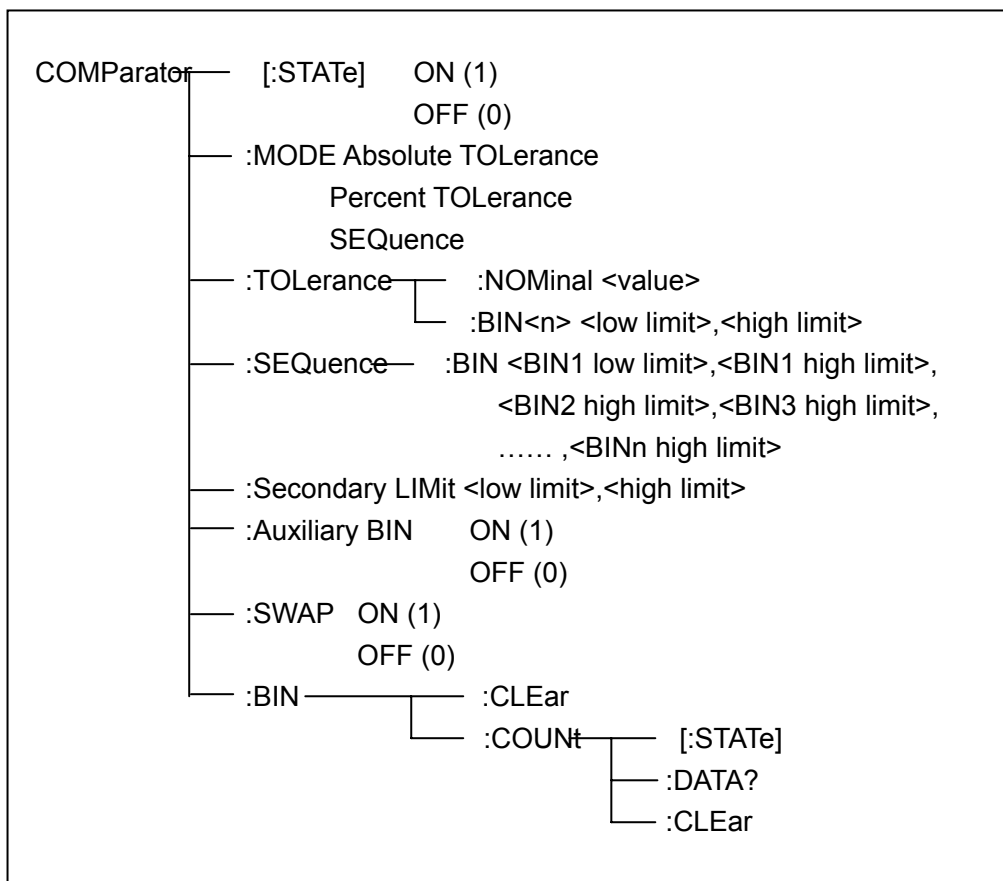 COMParator [:STATe] ON (1)
OFF (0)
:MODE Absolute TOLerance
Percent TOLerance
SEQuence
:TOLerance :NOMinal <value>
:BIN<n> <low limit>,<high limit>
:SEQuence :BIN <BIN1 low limit>,<BIN1 high limit>,
<BIN2 high limit>,<BIN3 high limit>,
…… ,<BINn high limit>
:Secondary LIMit <low limit>,<high limit>
:Auxiliary BIN ON (1)
OFF (0)
:SWAP ON (1)
OFF (0)
:BIN :CLEar
:COUNt [:STATe]
:DATA?
:CLEar